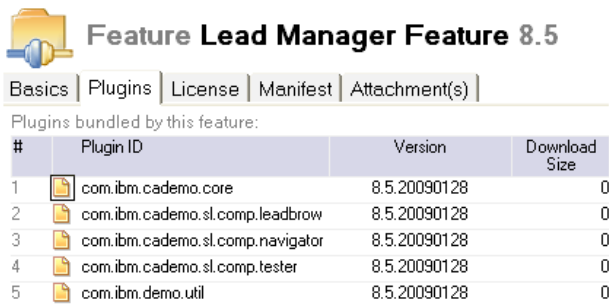 Feature Lead Manager Feature 8.5
Basics Plugins License Manifest Attachment(s)
Plugins bundled by this feature:
# Plugin ID Version Download Size
1 com.ibm.cademo.core 8.5.20090128 0
2 com.ibm.cademo.sl.comp.leadbrow 8.5.20090128 0
3 com.ibm.cademo.sl.comp.navigator 8.5.20090128 0
4 com.ibm.cademo.sl.comp.tester 8.5.20090128 0
5 com.ibm.demo.util 8.5.20090128 0